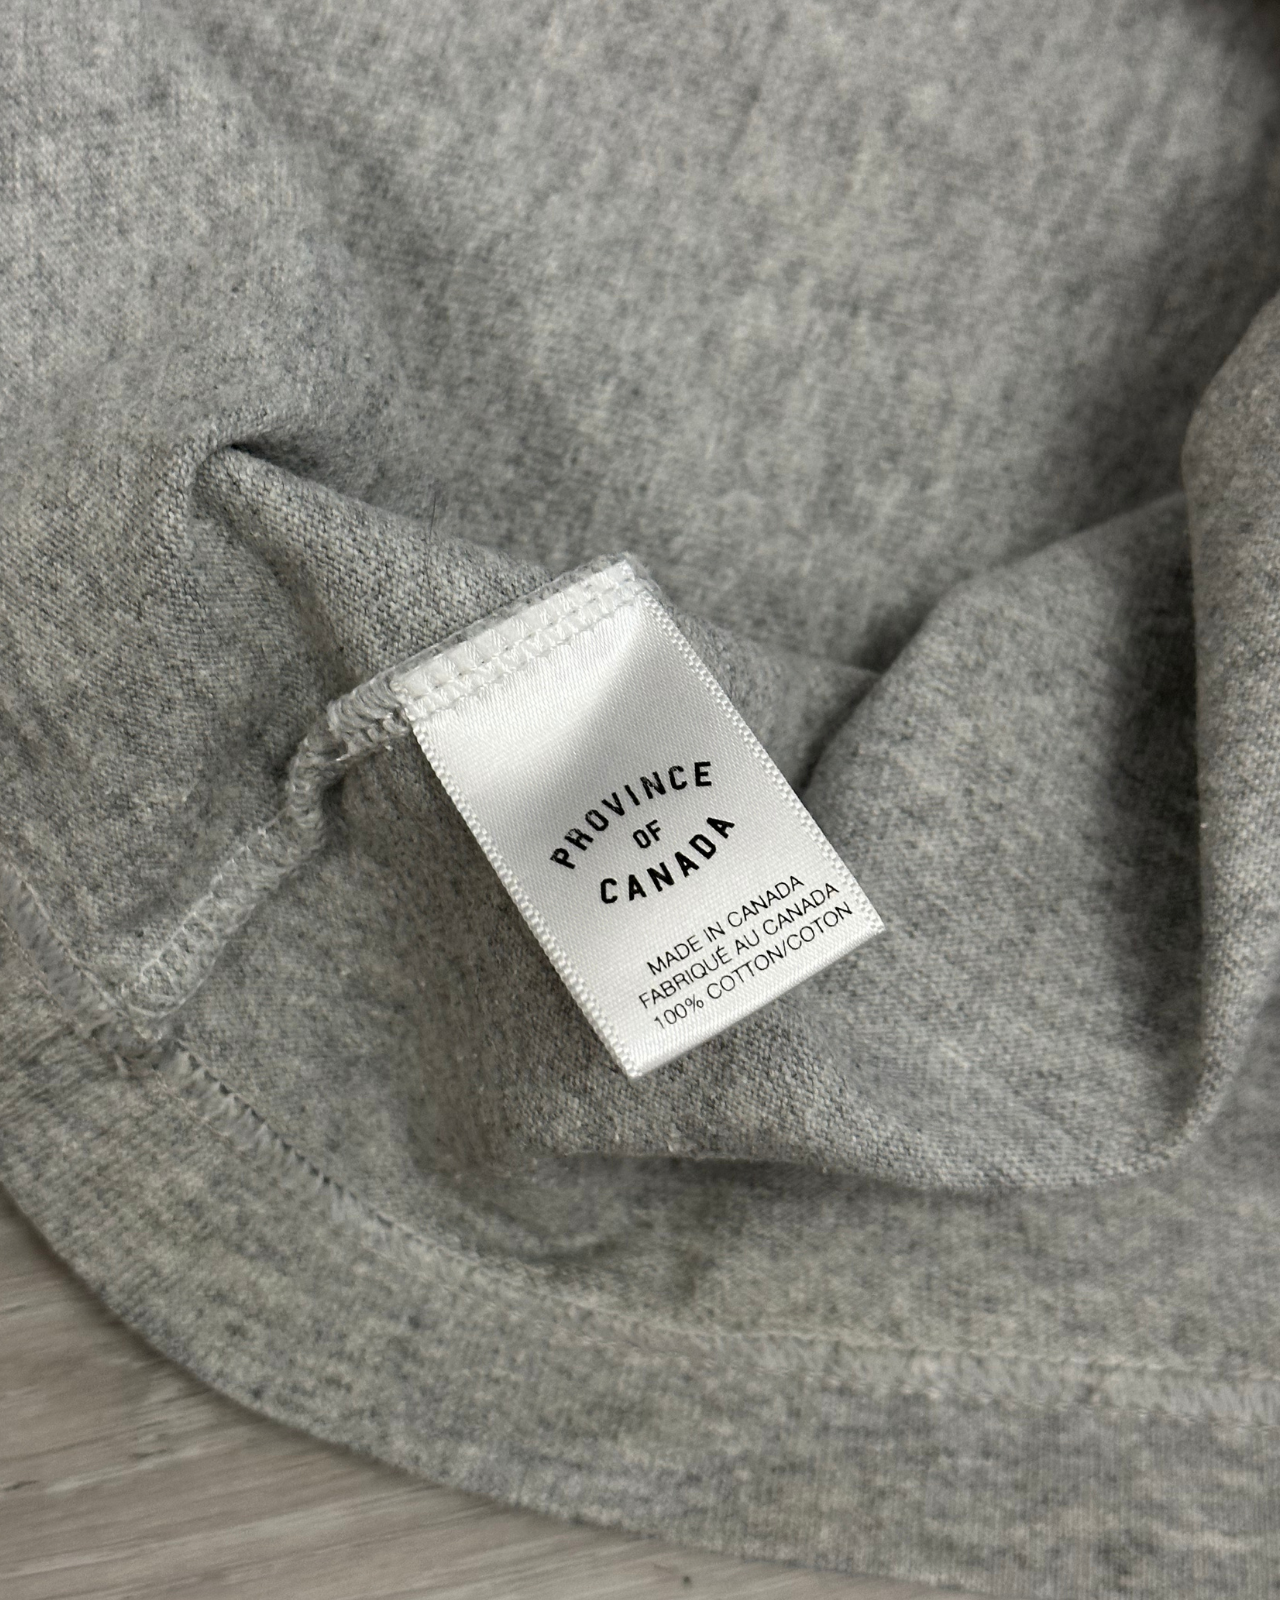 PROVINCE
OF
CANADA
MADE IN CANADA
FABRIQUÉ AU CANADA
100% COTTON/COTON